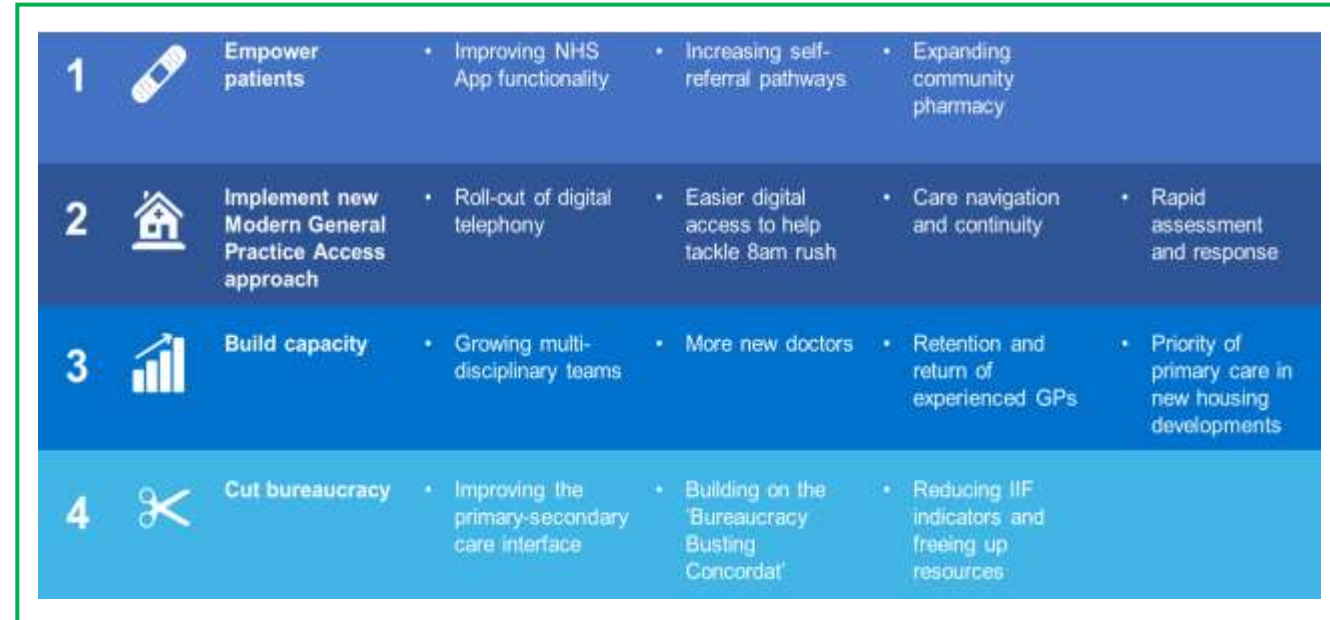 1
Empower
patients
• Improving NHS
App functionality
• Increasing self-
referral pathways
• Expanding
community
pharmacy
2
Implement new
Modern General
Practice Access
approach
• Roll-out of digital
telephony
• Easier digital
access to help
tackle 8am rush
• Care navigation
and continuity
• Rapid
assessment
and response
3
Build capacity
• Growing multi-
disciplinary teams
• More new doctors
• Retention and
return of
experienced GPs
• Priority of
primary care in
new housing
developments
4
Cut bureaucracy
• Improving the
primary-secondary
care interface
• Building on the
'Bureaucracy
Busting
Concordat'
• Reducing IIF
indicators and
freeing up
resources